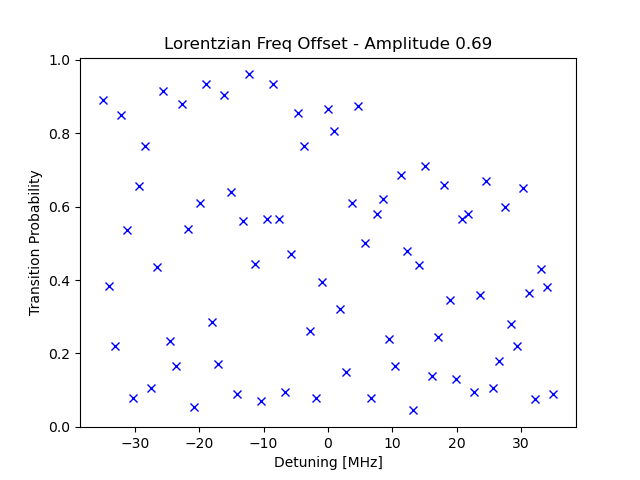 Lorentzian Freq Offset - Amplitude 0.69
Transition Probability
1.0
0.8
0.6
0.4
0.2
0.0
−30 −20 −10 0 10 20 30
Detuning [MHz]